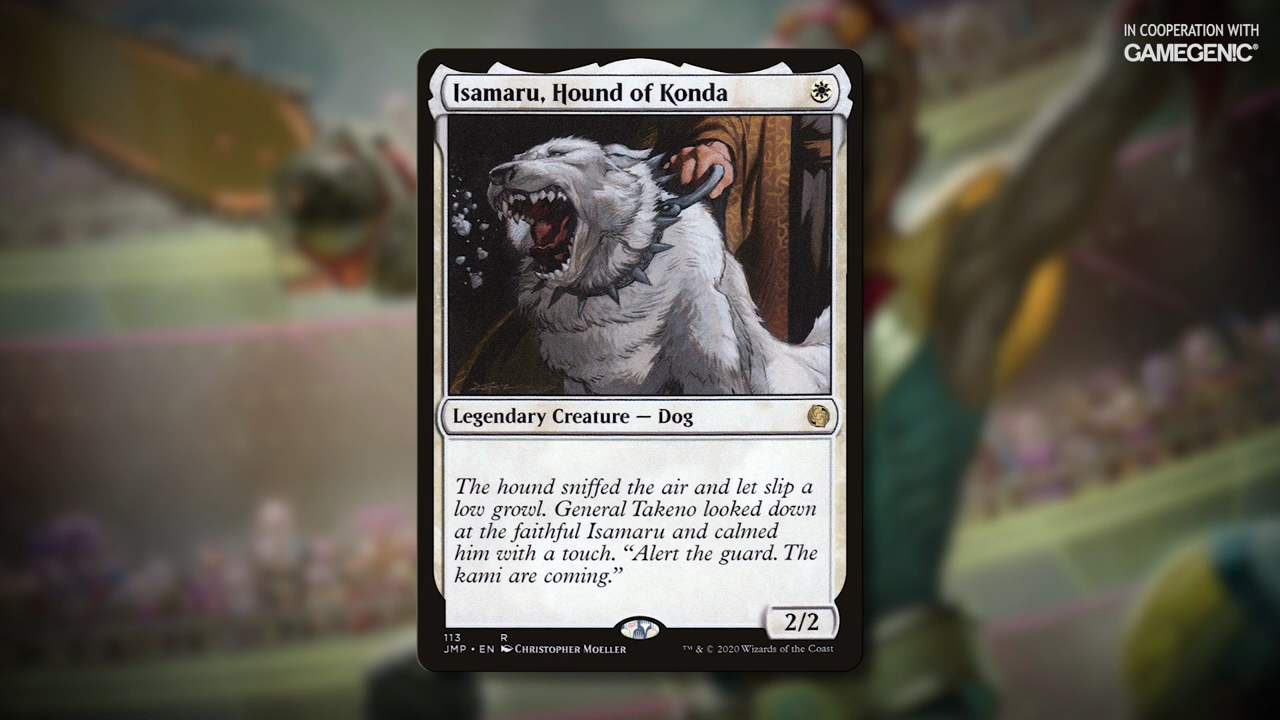 IN COOPERATION WITH
GAMEGEN!C®
Isamaru, Hound of Konda
Legendary Creature — Dog
The hound sniffed the air and let slip a
low growl. General Takeno looked down
at the faithful Isamaru and calmed
him with a touch. “Alert the guard. The
kami are coming.”
2/2
113 R
JMP • EN Christopher Moeller
™ & © 2020 Wizards of the Coast